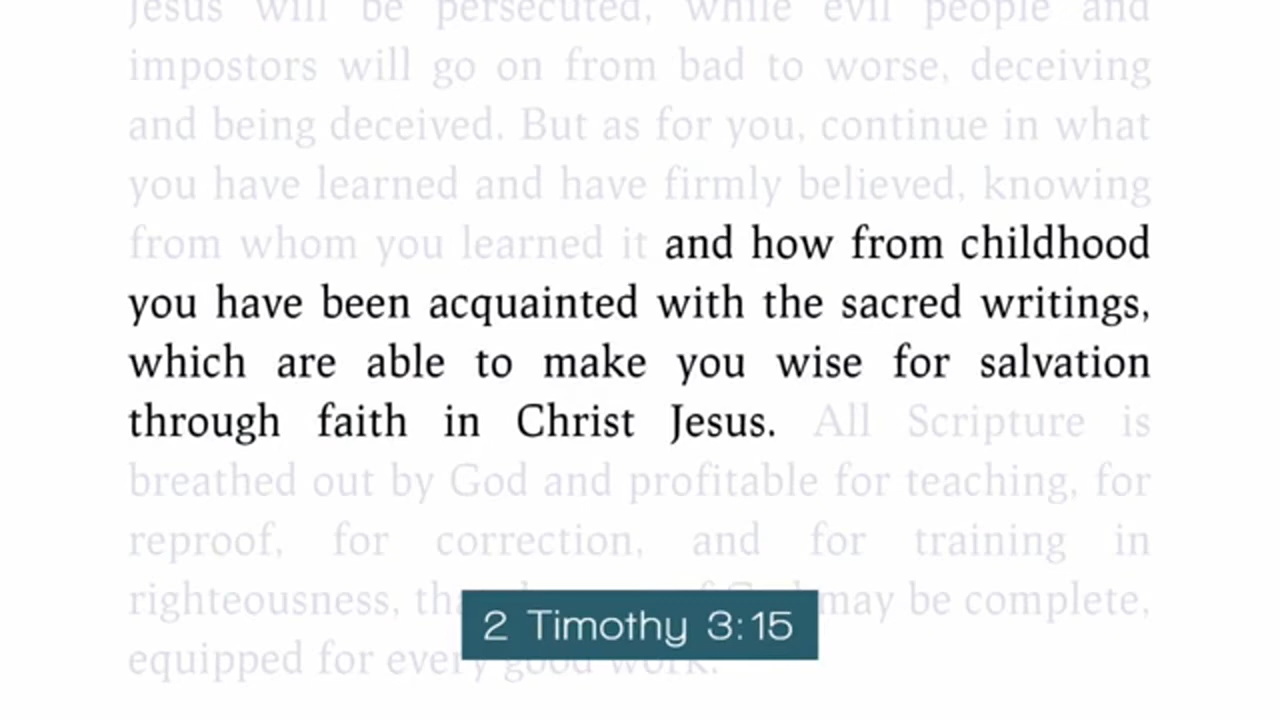 Jesus will be persecuted, while evil people and
impostors will go on from bad to worse, deceiving
and being deceived. But as for you, continue in what
you have learned and have firmly believed, knowing
from whom you learned it and how from childhood
you have been acquainted with the sacred writings,
which are able to make you wise for salvation
through faith in Christ Jesus. All Scripture is
breathed out by God and profitable for teaching, for
reproof, for correction, and for training in
righteousness, may be complete,
2 Timothy 3:15
equipped for every good work.